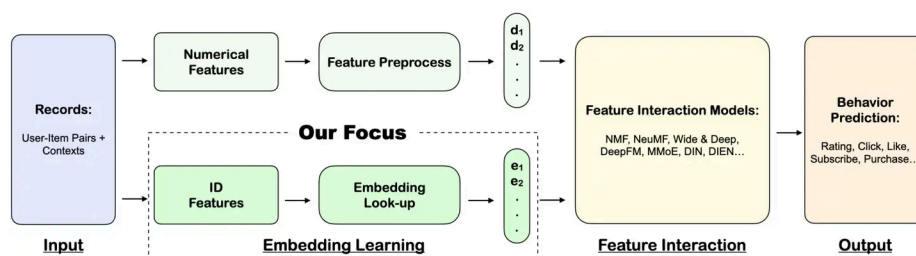 Records:
User-Item Pairs +
Contexts
Input
Numerical
Features
Feature Preprocess
d₁
d₂
.
.
.
Our Focus
ID
Features
Embedding
Look-up
e₁
e₂
.
.
.
Embedding Learning
Feature Interaction Models:
NMF, NeuMF, Wide & Deep,
DeepFM, MMoE, DIN, DIEN...
Feature Interaction
Behavior
Prediction:
Rating, Click, Like,
Subscribe, Purchase...
Output